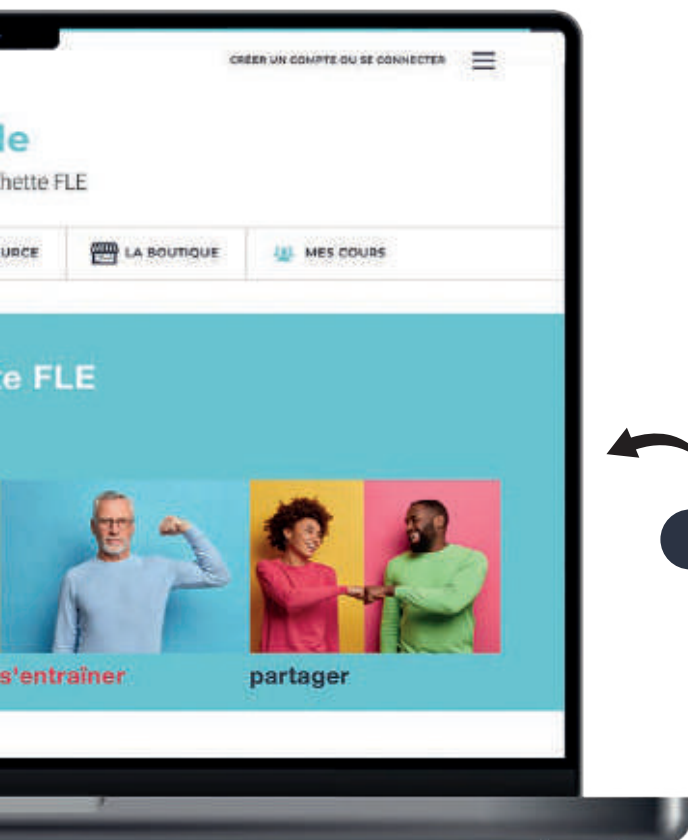 CRÉER UN COMPTE OU SE CONNECTER
le
hette FLE
URCE
LA BOUTIQUE
MES COURS
te FLE
s'entraîner
partager